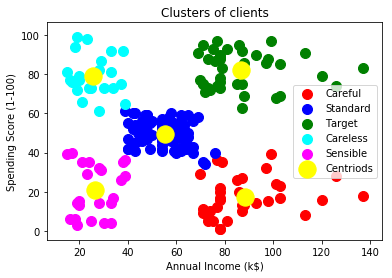 Clusters of clients
100
80
60
40
20
0
Spending Score (1-100)
Careful
Standard
Target
Careless
Sensible
Centriods
20
40
60
80
100
120
140
Annual Income (k$)